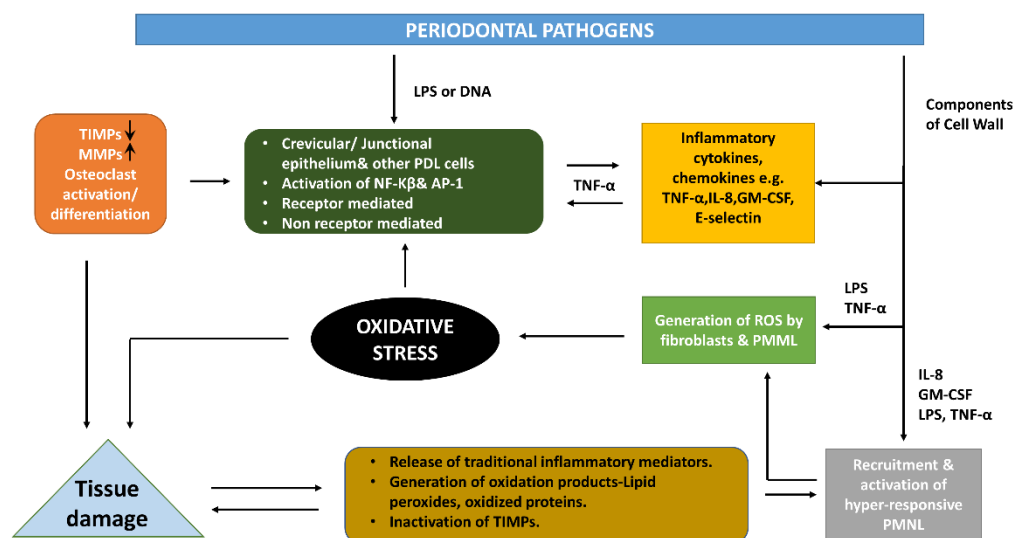 PERIODONTAL PATHOGENS
LPS or DNA
Components
of Cell Wall
TIMPs
MMPs
Osteoclast
activation/
differentiation
• Crevicular/ Junctional
epithelium& other PDL cells
• Activation of NF-Kβ& AP-1
• Receptor mediated
• Non receptor mediated
TNF-α
Inflammatory
cytokines,
chemokines e.g.
TNF-α,IL-8,GM-CSF,
E-selectin
LPS
TNF-α
OXIDATIVE
STRESS
Generation of ROS by
fibroblasts & PMML
IL-8
GM-CSF
LPS, TNF-α
Tissue
damage
• Release of traditional inflammatory mediators.
• Generation of oxidation products-Lipid
peroxides, oxidized proteins.
• Inactivation of TIMPs.
Recruitment &
activation of
hyper-responsive
PMNL